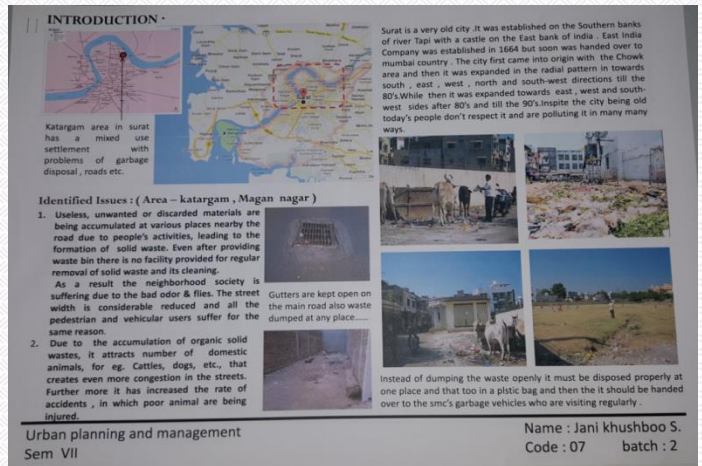 INTRODUCTION ·
Katargam area in surat
has a mixed use
settlement with
problems of garbage
disposal , roads etc.
Identified Issues : ( Area – katargam , Magan nagar )
1. Useless, unwanted or discarded materials are
being accumulated at various places nearby the
road due to people's activities, leading to the
formation of solid waste. Even after providing
waste bin there is no facility provided for regular
removal of solid waste and its cleaning.
As a result the neighborhood society is
suffering due to the bad odor & flies. The street
width is considerable reduced and all the
pedestrian and vehicular users suffer for the
same reason.
2. Due to the accumulation of organic solid
wastes, it attracts number of domestic
animals, for eg. Cattles, dogs, etc., that
creates even more congestion in the streets.
Further more it has increased the rate of
accidents , in which poor animal are being
injured.
Gutters are kept open on
the main road also waste
dumped at any place......
Surat is a very old city .It was established on the Southern banks
of river Tapi with a castle on the East bank of india . East India
Company was established in 1664 but soon was handed over to
mumbai country . The city first came into origin with the Chowk
area and then it was expanded in the radial pattern in towards
south , east , west , north and south-west directions till the
80's.While then it was expanded towards east , west and south-
west sides after 80's and till the 90's.Inspite the city being old
today's people don't respect it and are polluting it in many many
ways.
Instead of dumping the waste openly it must be disposed properly at
one place and that too in a plstic bag and then the it should be handed
over to the smc's garbage vehicles who are visiting regularly .
Urban planning and management
Sem VII
Name : Jani khushboo S.
Code : 07 batch : 2